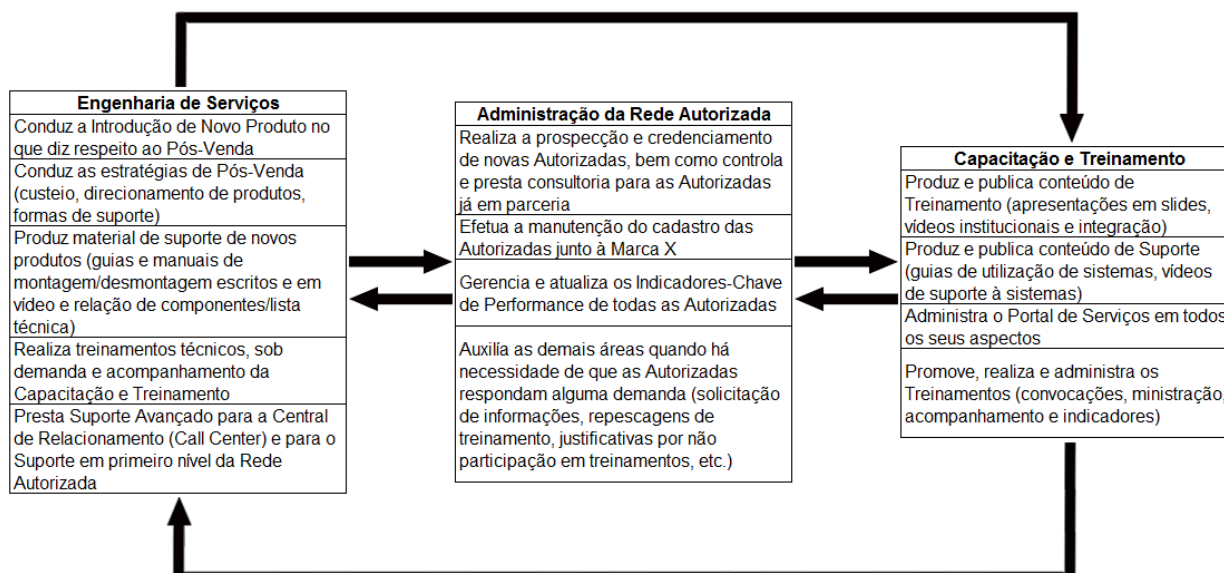 Engenharia de Serviços
Conduz a Introdução de Novo Produto no
que diz respeito ao Pós-Venda
Conduz as estratégias de Pós-Venda
(custeio, direcionamento de produtos,
formas de suporte)
Produz material de suporte de novos
produtos (guias e manuais de
montagem/desmontagem escritos e em
vídeo e relação de componentes/lista
técnica)
Realiza treinamentos técnicos, sob
demanda e acompanhamento da
Capacitação e Treinamento
Presta Suporte Avançado para a Central
de Relacionamento (Call Center) e para o
Suporte em primeiro nível da Rede
Autorizada
Administração da Rede Autorizada
Realiza a prospecção e credenciamento
de novas Autorizadas, bem como controla
e presta consultoria para as Autorizadas
já em parceria
Efetua a manutenção do cadastro das
Autorizadas junto à Marca X
Gerencia e atualiza os Indicadores-Chave
de Performance de todas as Autorizadas
Auxilía as demais áreas quando há
necessidade de que as Autorizadas
respondam alguma demanda (solicitação
de informações, repescagens de
treinamento, justificativas por não
participação em treinamentos, etc.)
Capacitação e Treinamento
Produz e publica conteúdo de
Treinamento (apresentações em slides,
vídeos institucionais e integração)
Produz e publica conteúdo de Suporte
(guias de utilização de sistemas, vídeos
de suporte à sistemas)
Administra o Portal de Serviços em todos
os seus aspectos
Promove, realiza e administra os
Treinamentos (convocações, ministração,
acompanhamento e indicadores)